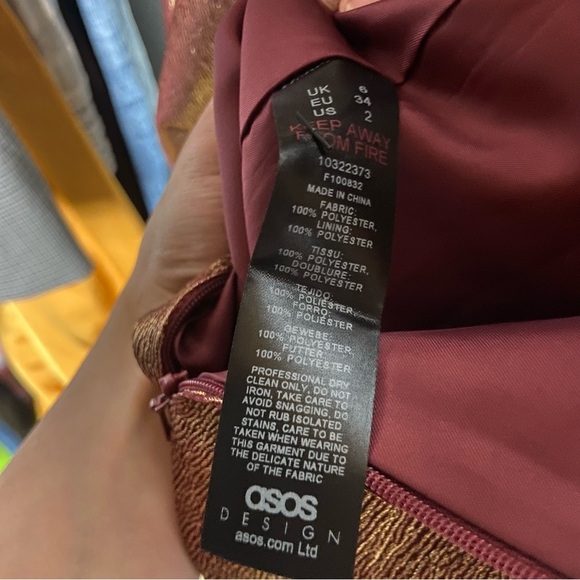 UK 6
EU 34
US 2
KEEP AWAY
FROM FIRE
10322373
F100832
MADE IN CHINA
FABRIC:
100% POLYESTER,
LINING:
100% POLYESTER
TISSU:
100% POLYESTER,
DOUBLURE:
100% POLYESTER
TEJIDO:
100% POLIÉSTER,
FORRO:
100% POLIÉSTER
GEWEBE:
100% POLYESTER,
FUTTER:
100% POLYESTER
PROFESSIONAL DRY
CLEAN ONLY. DO NOT
IRON, TAKE CARE TO
AVOID SNAGGING, DO
NOT RUB ISOLATED
STAINS, CARE TO BE
TAKEN WHEN WEARING
THIS GARMENT DUE TO
THE DELICATE NATURE
OF THE FABRIC
asos
DESIGN
asos.com Ltd